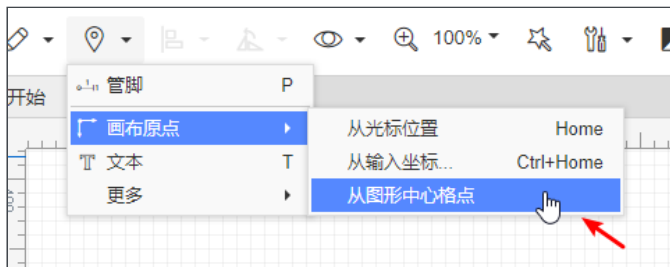 100%
开始
管脚 P
画布原点
从光标位置 Home
文本 T
从输入坐标... Ctrl+Home
更多
从图形中心格点